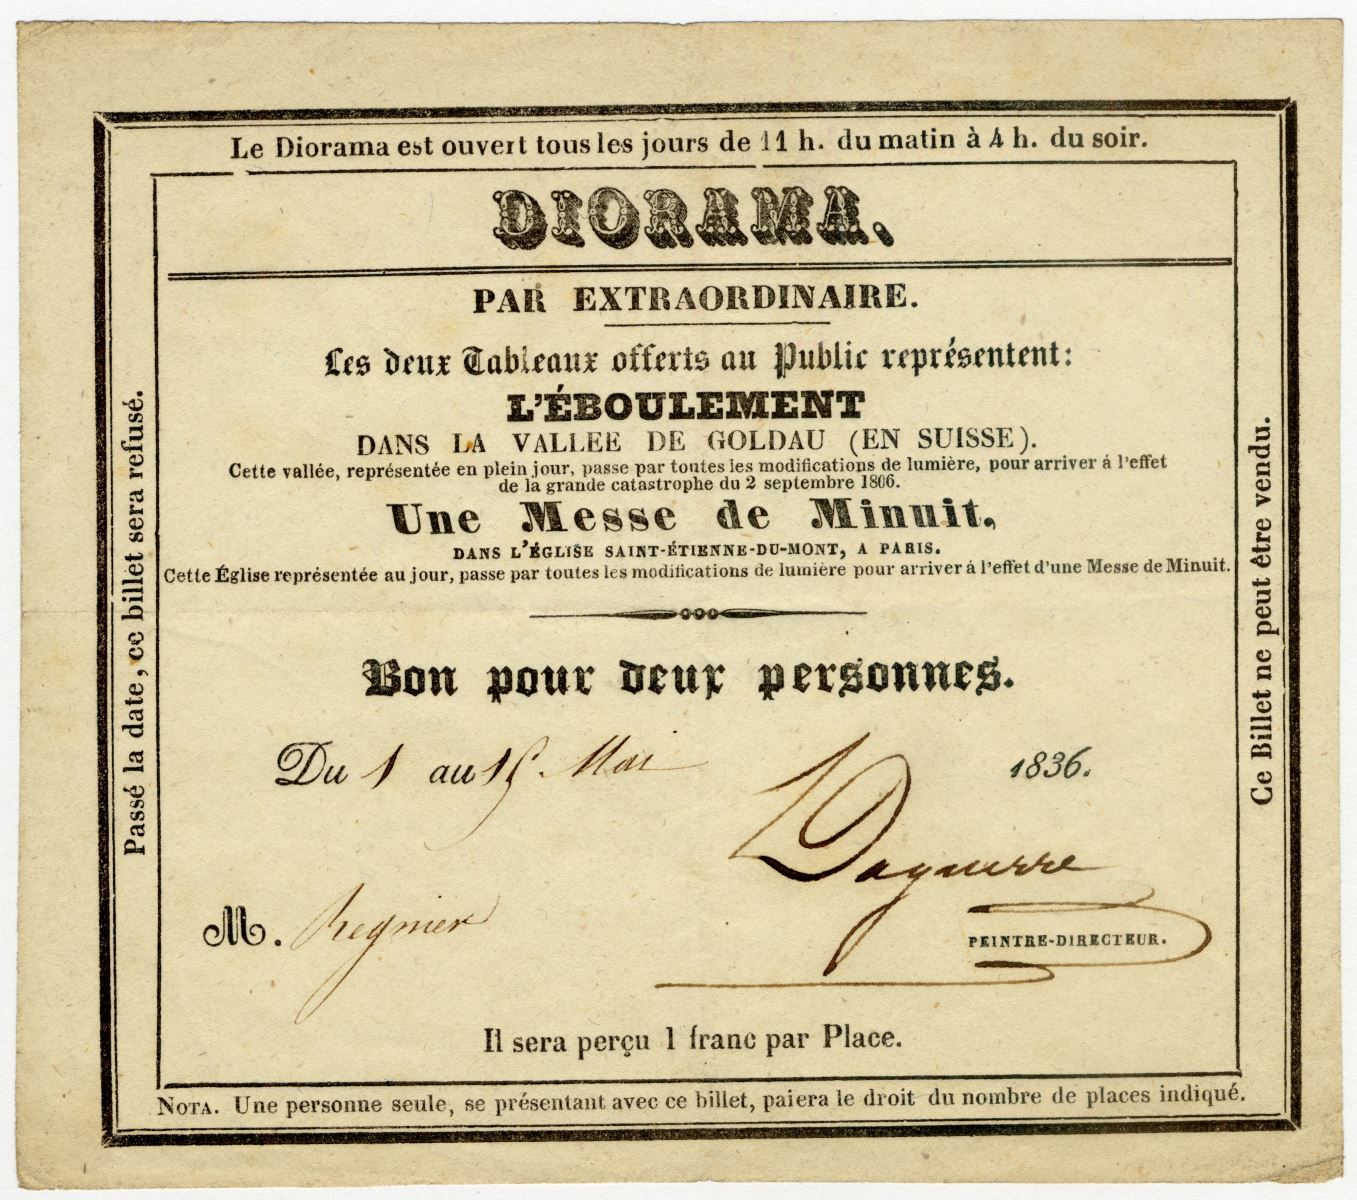 Le Diorama est ouvert tous les jours de 11 h. du matin à 4 h. du soir.
DIORAMA,
PAR EXTRAORDINAIRE.
Les deux Tableaux offerts au Public représentent:
L'ÉBOULEMENT
DANS LA VALLEE DE GOLDAU (EN SUISSE).
Cette vallée, représentée en plein jour, passe par toutes les modifications de lumière, pour arriver á l'effet
de la grande catastrophe du 2 septembre 1806.
Une Messe de Minuit,
DANS L'ÉGLISE SAINT-ÉTIENNE-DU-MONT, A PARIS.
Cette Église représentée au jour, passe par toutes les modifications de lumière pour arriver á l'effet d'une Messe de Minuit.
Bon pour deux personnes.
Du 1 au 15. Mai 1836.
Daguerre
M. Regnier
PEINTRE-DIRECTEUR.
Il sera perçu 1 franc par Place.
NOTA. Une personne seule, se présentant avec ce billet, paiera le droit du nombre de places indiqué.
Passé la date, ce billet sera refusé.
Ce Billet ne peut être vendu.